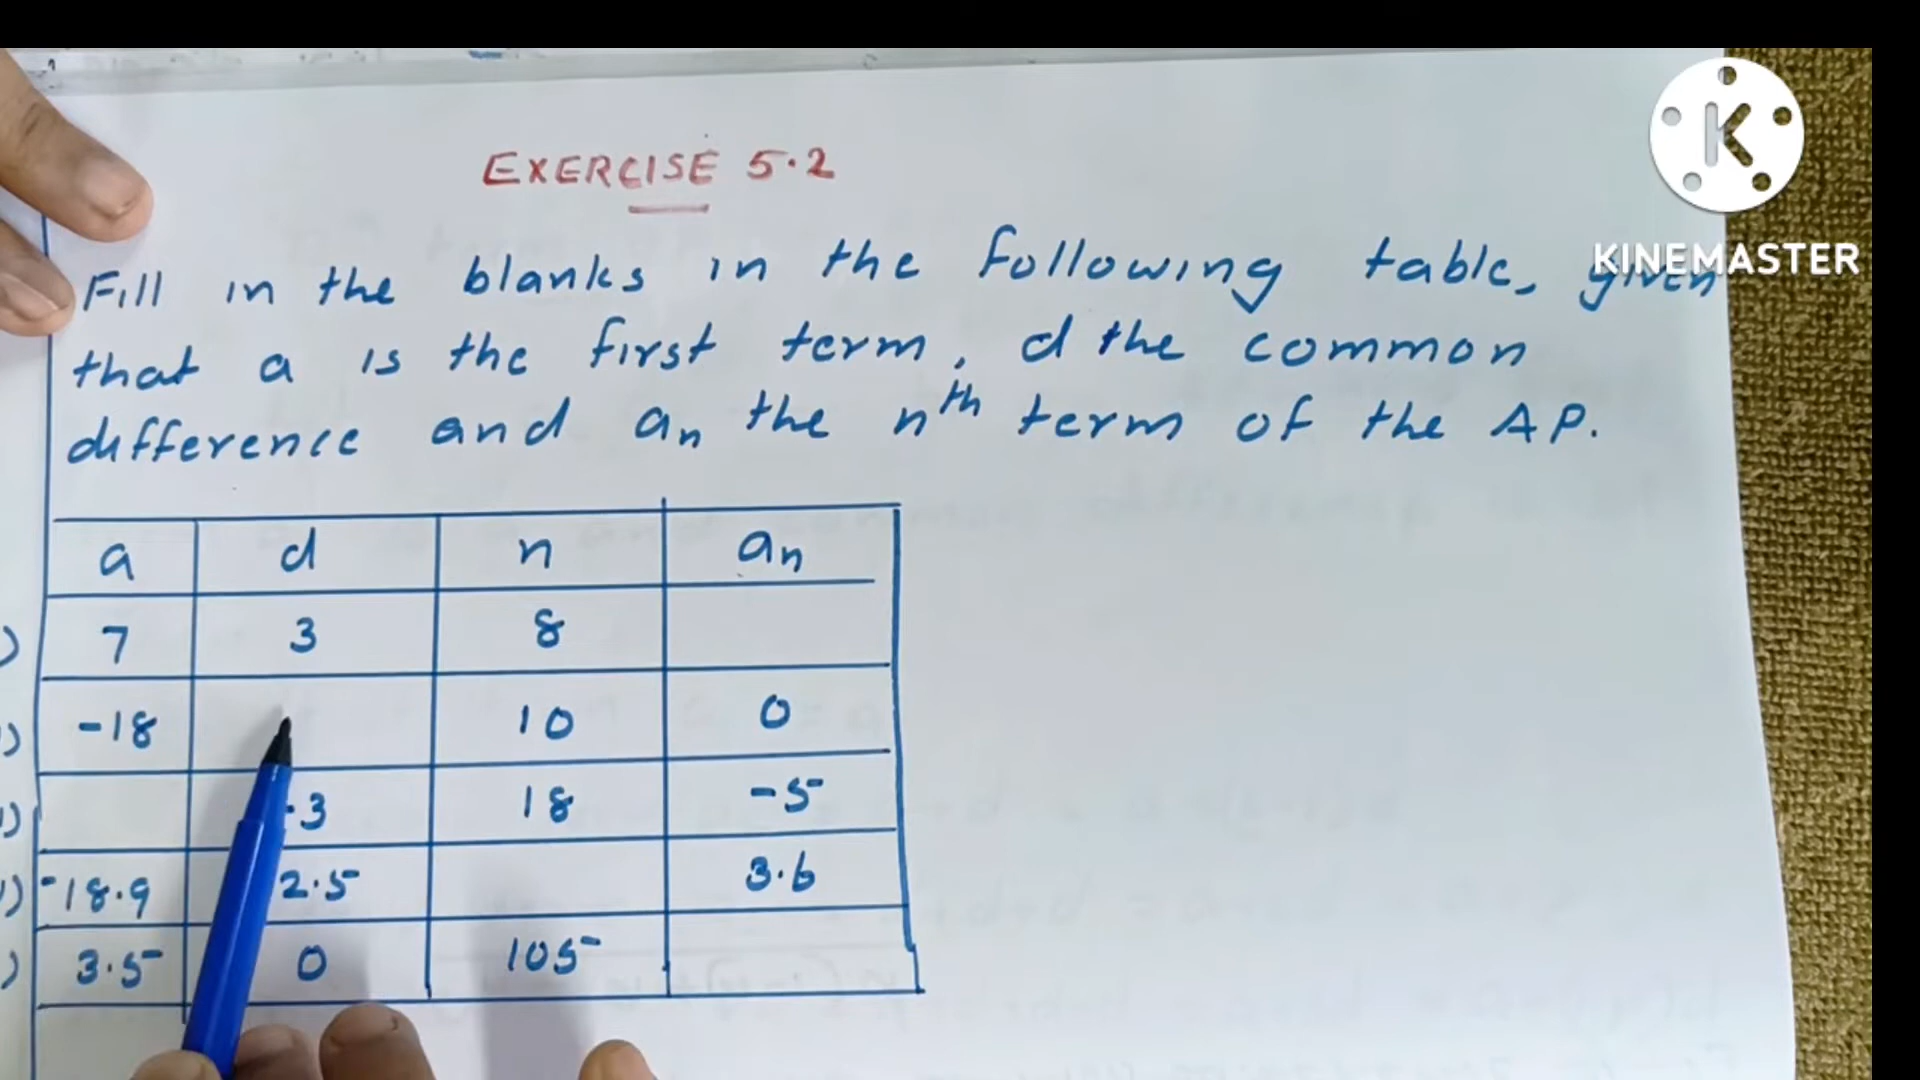 EXERCISE 5.2
KINEMASTER
Fill in the blanks in the following table, given
that a is the first term, d the common
difference and an the nth term of the AP.
a d n an
) 7 3 8
) -18 10 0
) -3 18 -5
) -18.9 2.5 3.6
) 3.5 0 105